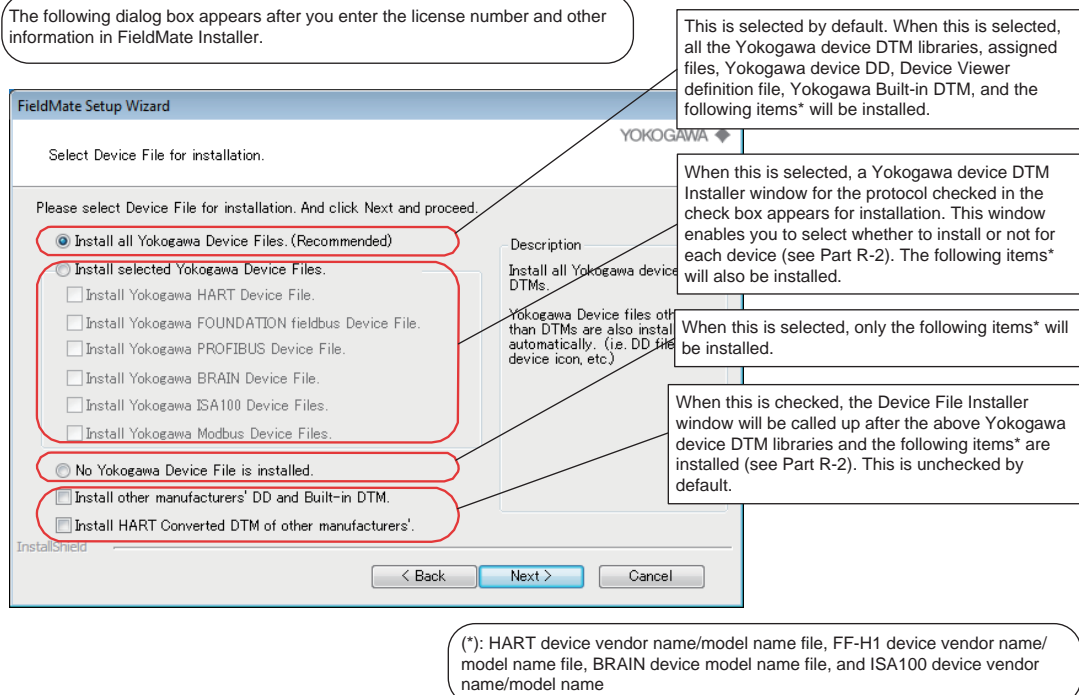 The following dialog box appears after you enter the license number and other
information in FieldMate Installer.
This is selected by default. When this is selected,
all the Yokogawa device DTM libraries, assigned
files, Yokogawa device DD, Device Viewer
definition file, Yokogawa Built-in DTM, and the
following items* will be installed.
FieldMate Setup Wizard
YOKOGAWA
Select Device File for installation.
When this is selected, a Yokogawa device DTM
Installer window for the protocol checked in the
check box appears for installation. This window
enables you to select whether to install or not for
each device (see Part R-2). The following items*
will also be installed.
Please select Device File for installation. And click Next and proceed.
Install all Yokogawa Device Files. (Recommended)
Install selected Yokogawa Device Files.
Install Yokogawa HART Device File.
Install Yokogawa FOUNDATION fieldbus Device File.
Install Yokogawa PROFIBUS Device File.
Install Yokogawa BRAIN Device File.
Install Yokogawa ISA100 Device Files.
Install Yokogawa Modbus Device Files.
Description
Install all Yokogawa device
DTMs.
Yokogawa Device files oth
than DTMs are also instal
automatically. (i.e. DD file
device icon, etc.)
When this is selected, only the following items* will
be installed.
When this is checked, the Device File Installer
window will be called up after the above Yokogawa
device DTM libraries and the following items* are
installed (see Part R-2). This is unchecked by
default.
No Yokogawa Device File is installed.
Install other manufacturers' DD and Built-in DTM.
Install HART Converted DTM of other manufacturers'.
InstallShield
< Back
Next >
Cancel
(*): HART device vendor name/model name file, FF-H1 device vendor name/
model name file, BRAIN device model name file, and ISA100 device vendor
name/model name